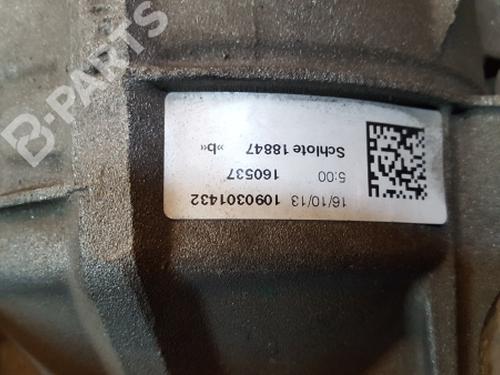 16/10/13 1090301432
5:00 160537
Schlote 18847 »b«
B-PARTS